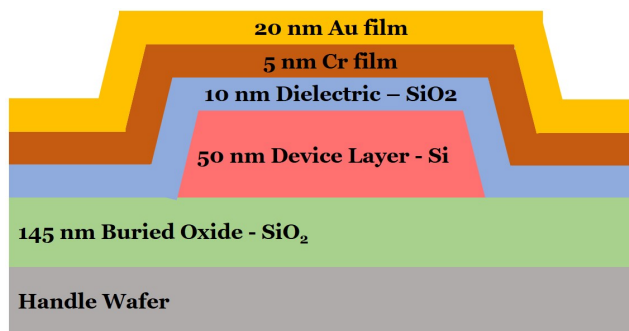 20 nm Au film
5 nm Cr film
10 nm Dielectric – SiO2
50 nm Device Layer - Si
145 nm Buried Oxide - SiO₂
Handle Wafer